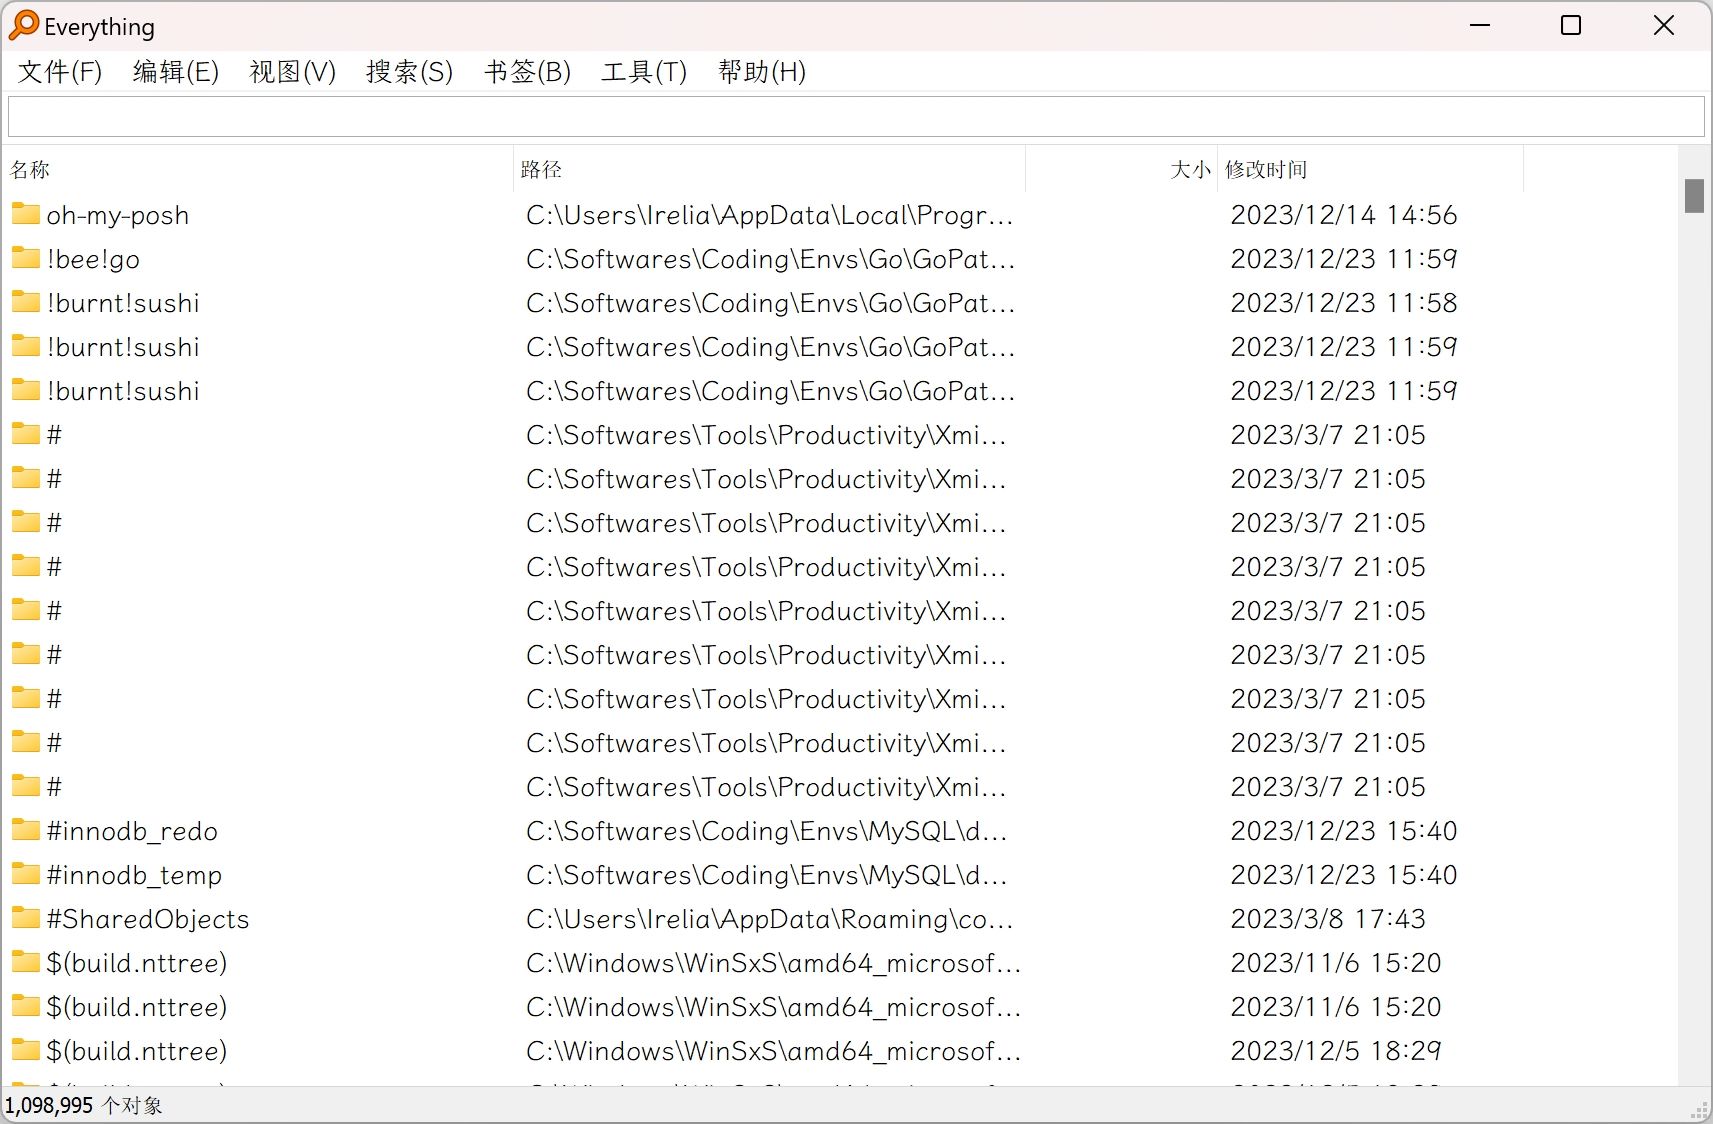 Everything
文件(F) 编辑(E) 视图(V) 搜索(S) 书签(B) 工具(T) 帮助(H)
名称 路径 大小 修改时间
oh-my-posh C:\Users\Irelia\AppData\Local\Progr... 2023/12/14 14:56
!bee!go C:\Softwares\Coding\Envs\Go\GoPat... 2023/12/23 11:59
!burnt!sushi C:\Softwares\Coding\Envs\Go\GoPat... 2023/12/23 11:58
!burnt!sushi C:\Softwares\Coding\Envs\Go\GoPat... 2023/12/23 11:59
!burnt!sushi C:\Softwares\Coding\Envs\Go\GoPat... 2023/12/23 11:59
# C:\Softwares\Tools\Productivity\Xmi... 2023/3/7 21:05
# C:\Softwares\Tools\Productivity\Xmi... 2023/3/7 21:05
# C:\Softwares\Tools\Productivity\Xmi... 2023/3/7 21:05
# C:\Softwares\Tools\Productivity\Xmi... 2023/3/7 21:05
# C:\Softwares\Tools\Productivity\Xmi... 2023/3/7 21:05
# C:\Softwares\Tools\Productivity\Xmi... 2023/3/7 21:05
# C:\Softwares\Tools\Productivity\Xmi... 2023/3/7 21:05
# C:\Softwares\Tools\Productivity\Xmi... 2023/3/7 21:05
# C:\Softwares\Tools\Productivity\Xmi... 2023/3/7 21:05
#innodb_redo C:\Softwares\Coding\Envs\MySQL\d... 2023/12/23 15:40
#innodb_temp C:\Softwares\Coding\Envs\MySQL\d... 2023/12/23 15:40
#SharedObjects C:\Users\Irelia\AppData\Roaming\co... 2023/3/8 17:43
$(build.nttree) C:\Windows\WinSxS\amd64_microsof... 2023/11/6 15:20
$(build.nttree) C:\Windows\WinSxS\amd64_microsof... 2023/11/6 15:20
$(build.nttree) C:\Windows\WinSxS\amd64_microsof... 2023/12/5 18:29
1,098,995 个对象